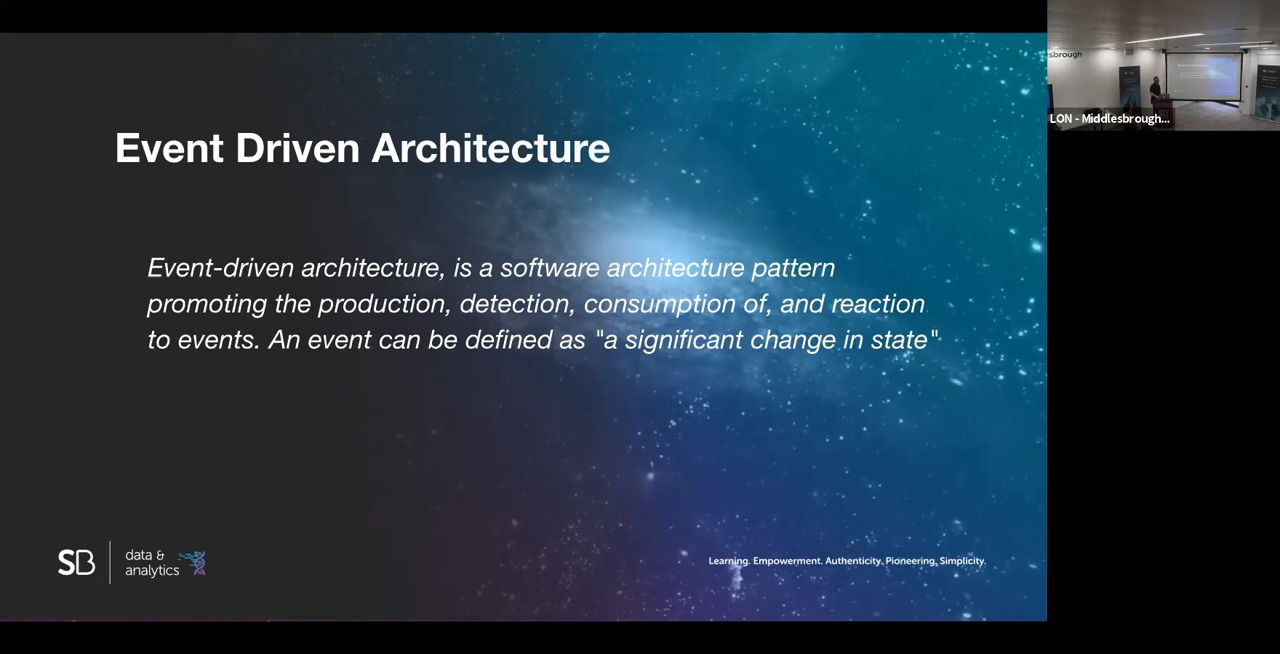 Event Driven Architecture
Event-driven architecture, is a software architecture pattern
promoting the production, detection, consumption of, and reaction
to events. An event can be defined as "a significant change in state"
SB
data &
analytics
Learning. Empowerment. Authenticity. Pioneering. Simplicity.
sbrough
LON - Middlesbrough...